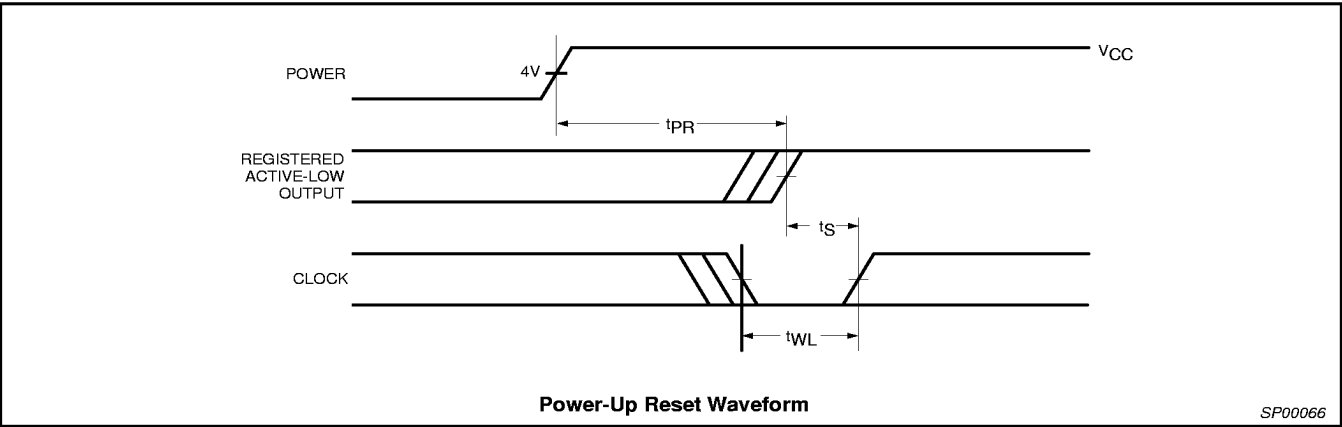 POWER
4V
VCC
tPR
REGISTERED
ACTIVE-LOW
OUTPUT
tS
CLOCK
tWL
Power-Up Reset Waveform
SP00066